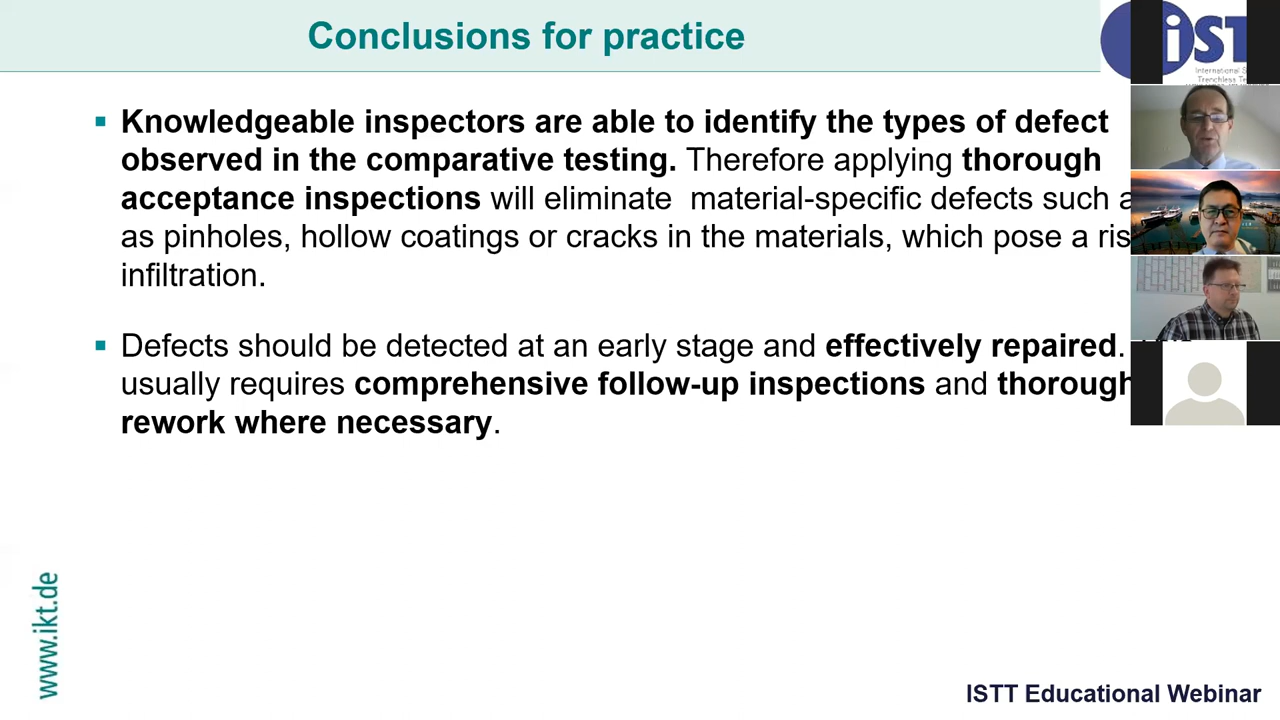 Conclusions for practice
iST
International S
Trenchless Te
Knowledgeable inspectors are able to identify the types of defect
observed in the comparative testing. Therefore applying thorough
acceptance inspections will eliminate material-specific defects such a
as pinholes, hollow coatings or cracks in the materials, which pose a ris
infiltration.
Defects should be detected at an early stage and effectively repaired.
usually requires comprehensive follow-up inspections and thorough
rework where necessary.
www.ikt.de
ISTT Educational Webinar